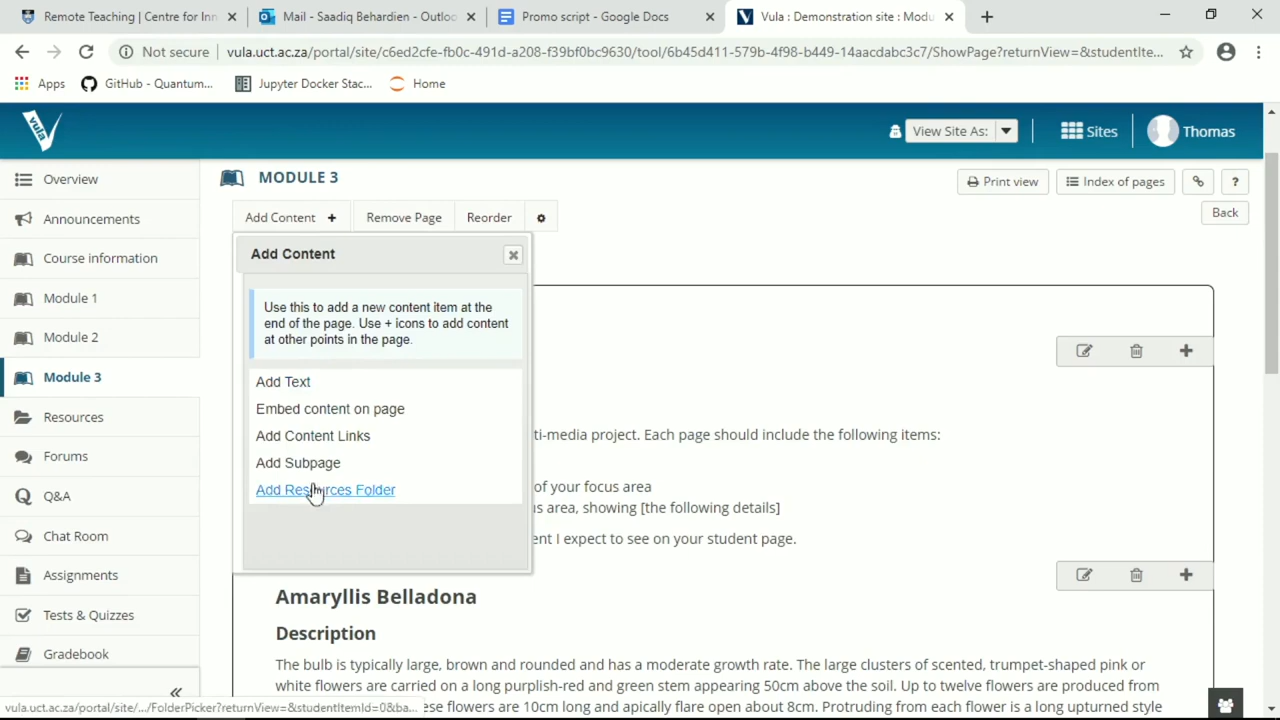 Remote Teaching | Centre for Inn
Mail - Saadiq Behardien - Outloo
Promo script - Google Docs
Vula : Demonstration site : Modu
Not secure
vula.uct.ac.za/portal/site/c6ed2cfe-fb0c-491d-a208-f39bf0bc9630/tool/6b45d411-579b-4f98-b449-14aacdabc3c7/ShowPage?returnView=&studentIte...
Apps
GitHub - Quantum...
Jupyter Docker Stac...
Home
vula
View Site As:
Sites
Thomas
Overview
Announcements
Course information
Module 1
Module 2
Module 3
Resources
Forums
Q&A
Chat Room
Assignments
Tests & Quizzes
Gradebook
MODULE 3
Print view
Index of pages
?
Back
Add Content +
Remove Page
Reorder
Add Content
Use this to add a new content item at the
end of the page. Use + icons to add content
at other points in the page.
Add Text
Embed content on page
Add Content Links
Add Subpage
Add Resources Folder
ti-media project. Each page should include the following items:
of your focus area
us area, showing [the following details]
ent I expect to see on your student page.
Amaryllis Belladona
Description
The bulb is typically large, brown and rounded and has a moderate growth rate. The large clusters of scented, trumpet-shaped pink or
white flowers are carried on a long purplish-red and green stem appearing 50cm above the soil. Up to twelve flowers are produced from
ese flowers are 10cm long and apically flare open about 8cm. Protruding from each flower is a long upturned style
vula.uct.ac.za/portal/site/.../FolderPicker?returnView=&studentItemId=0&ba...